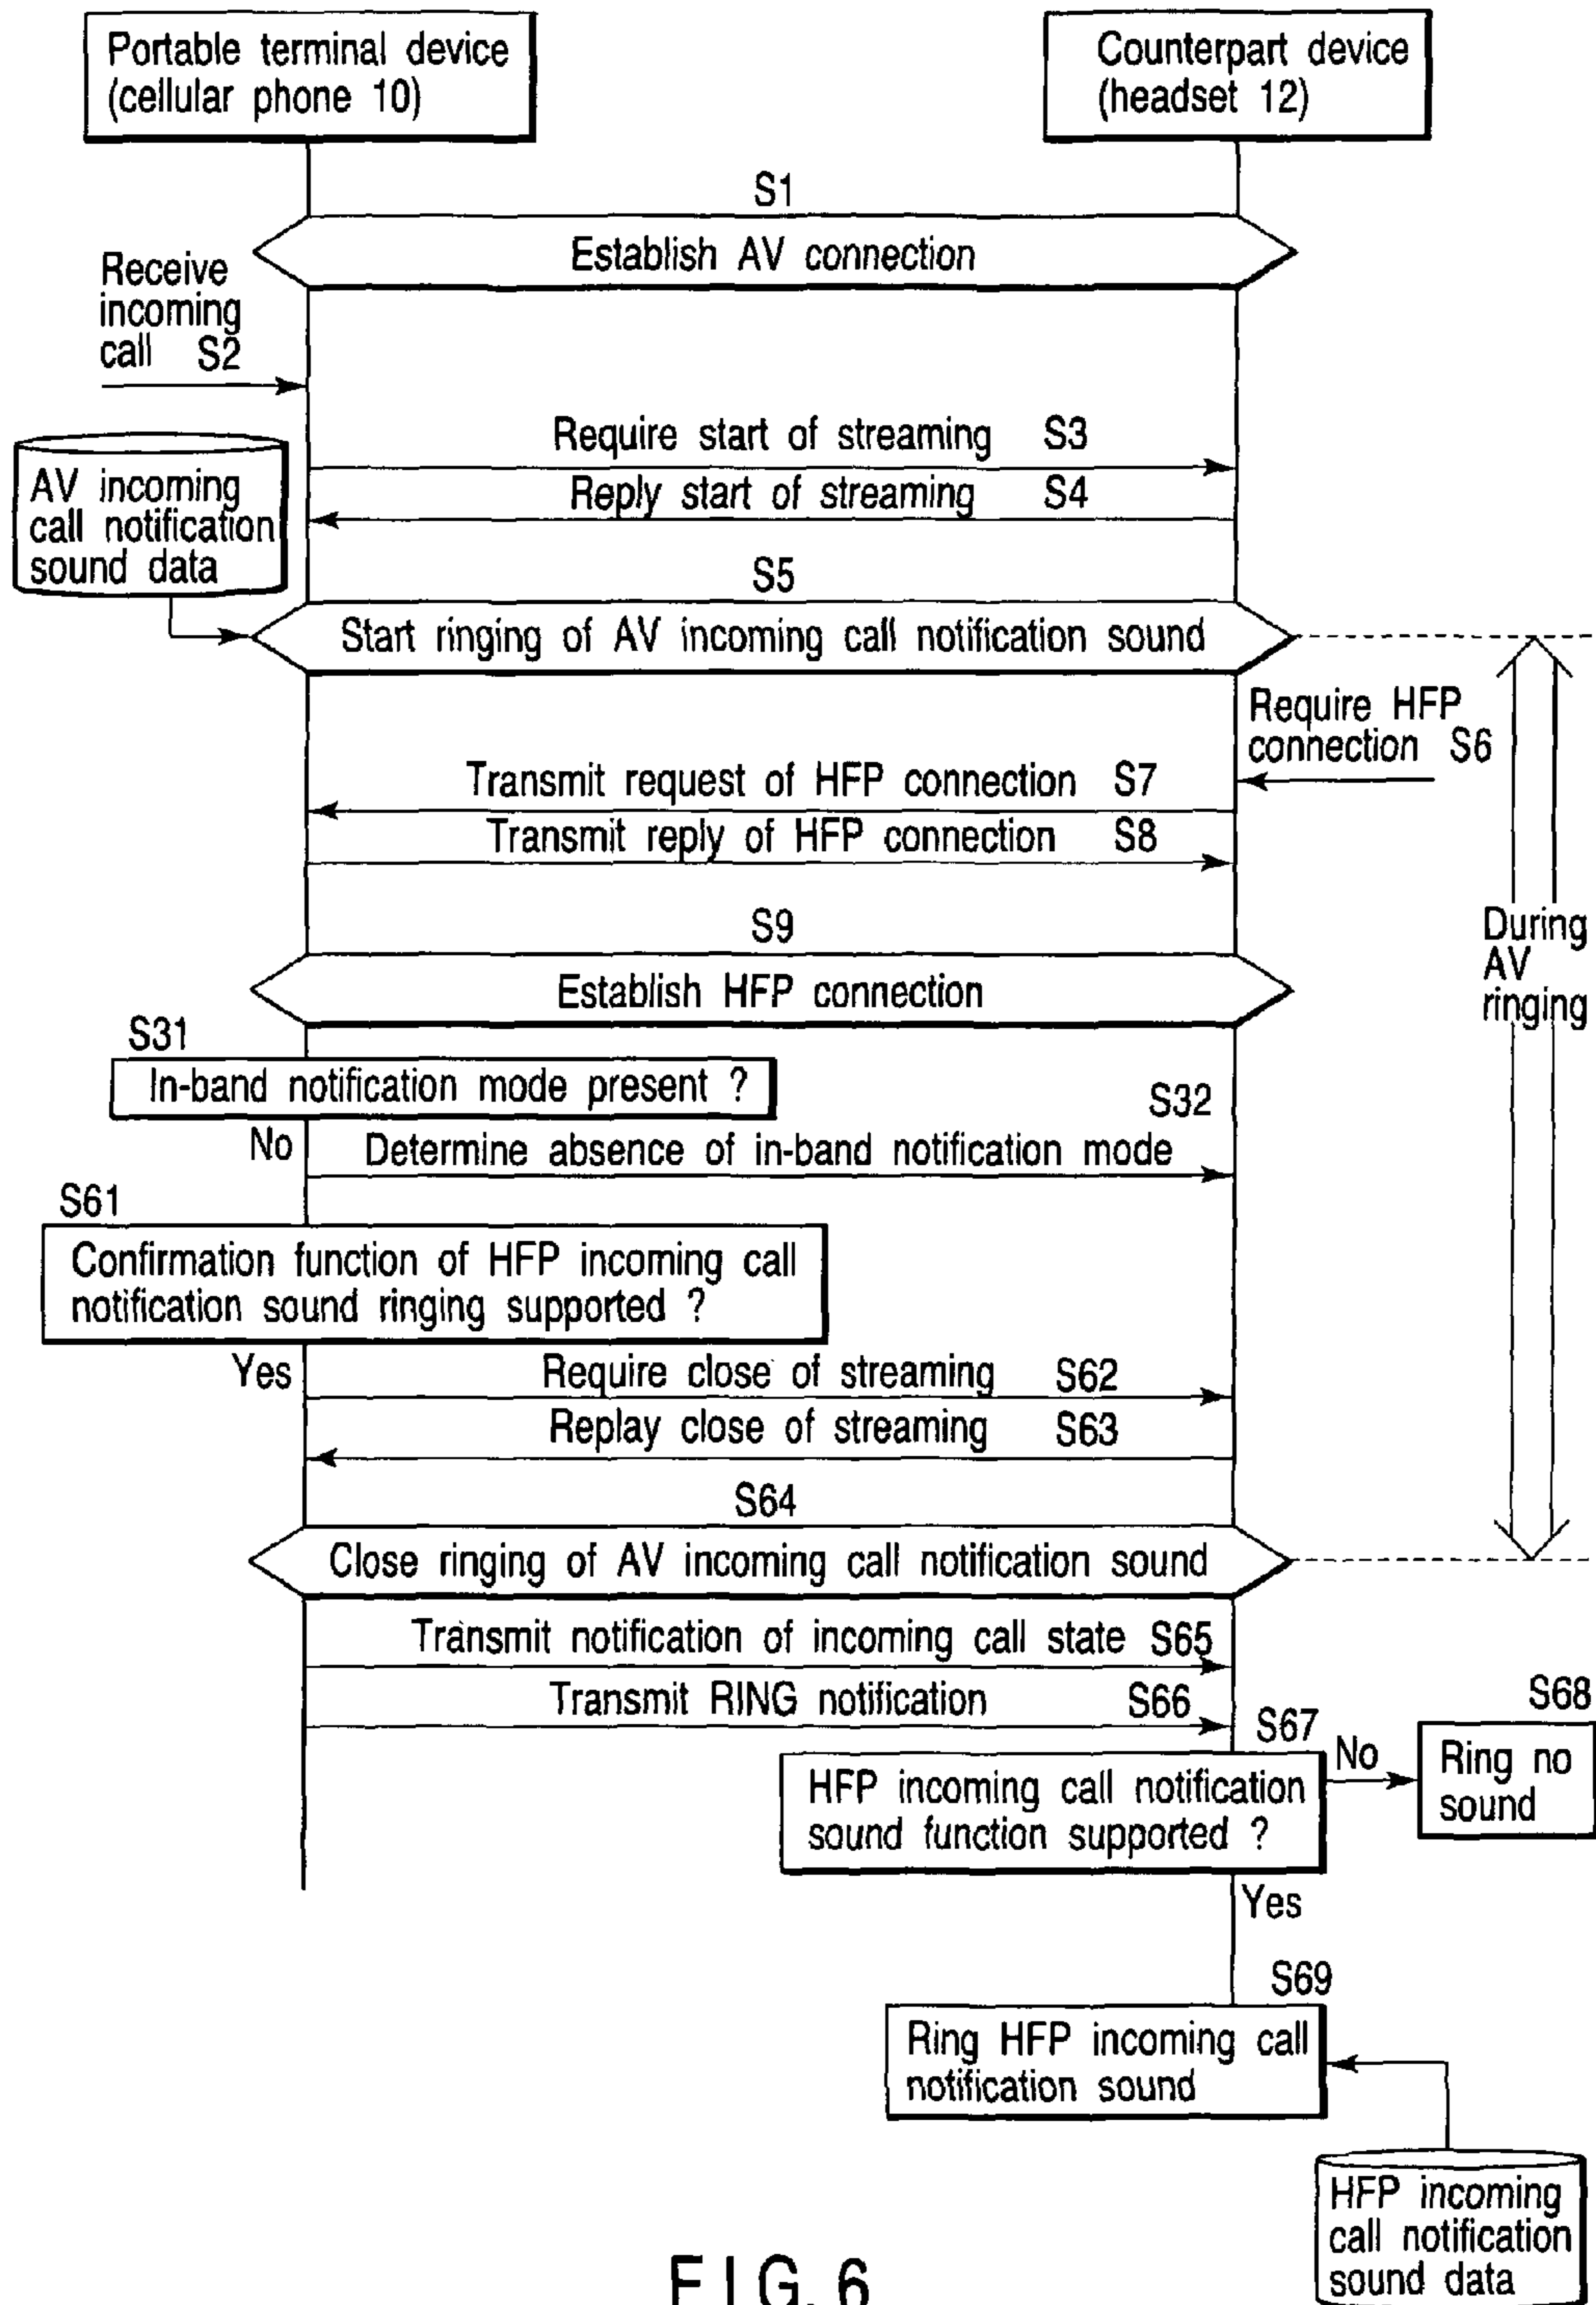 Portable terminal device
(cellular phone 10)
Counterpart device
(headset 12)
S1
Establish AV connection
Receive
incoming
call S2
Require start of streaming S3
AV incoming
call notification
sound data
Reply start of streaming S4
S5
Start ringing of AV incoming call notification sound
Require HFP
connection S6
Transmit request of HFP connection S7
Transmit reply of HFP connection S8
During
AV
ringing
S9
Establish HFP connection
S31
In-band notification mode present ?
S32
No
Determine absence of in-band notification mode
S61
Confirmation function of HFP incoming call
notification sound ringing supported ?
Yes
Require close of streaming S62
Replay close of streaming S63
S64
Close ringing of AV incoming call notification sound
Transmit notification of incoming call state S65
Transmit RING notification S66
S67
HFP incoming call notification
sound function supported ?
No
S68
Ring no
sound
Yes
S69
Ring HFP incoming call
notification sound
HFP incoming
call notification
sound data
FIG. 6